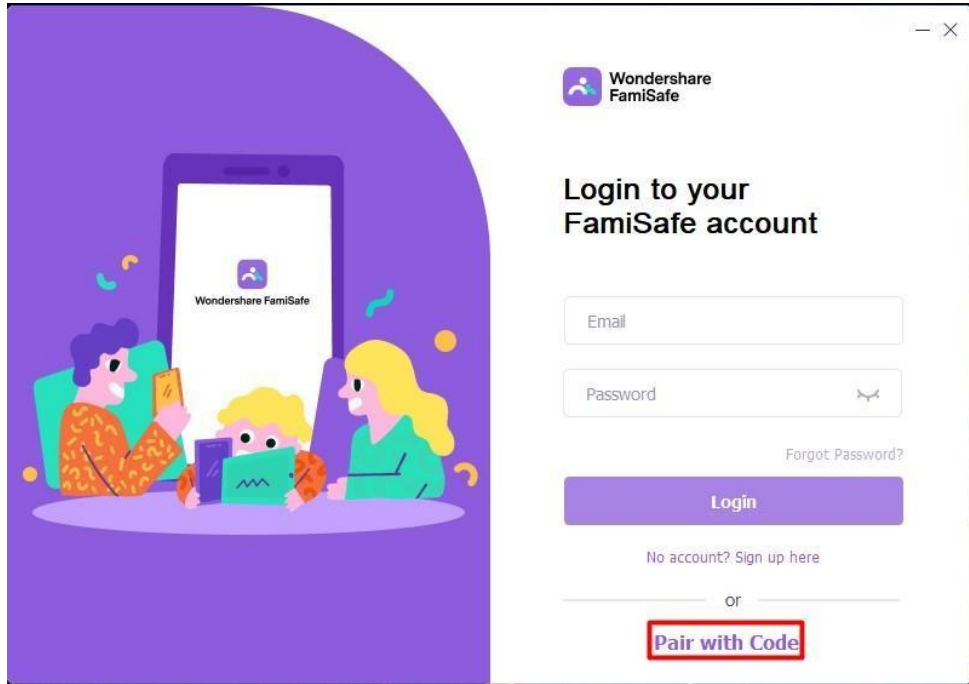 Wondershare
FamiSafe
Wondershare FamiSafe
Login to your
FamiSafe account
Email
Password
Forgot Password?
Login
No account? Sign up here
or
Pair with Code